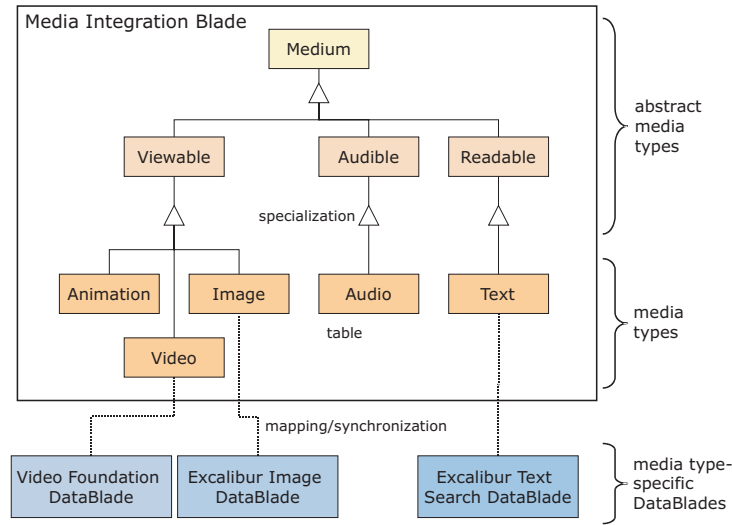 Media Integration Blade
Medium
abstract
media
types
Viewable
Audible
Readable
specialization
Animation
Image
Audio
Text
media
types
table
Video
mapping/synchronization
Video Foundation
DataBlade
Excalibur Image
DataBlade
Excalibur Text
Search DataBlade
media type-
specific
DataBlades